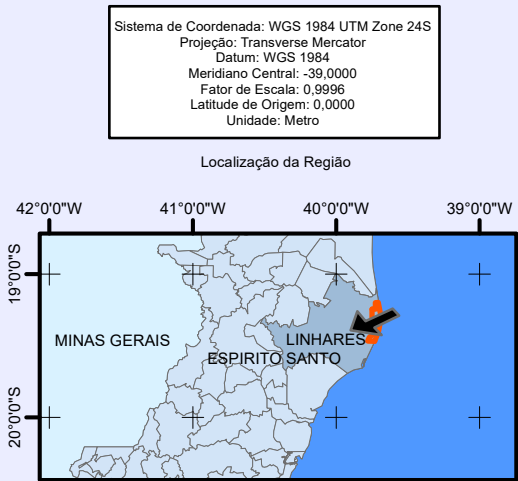 Sistema de Coordenada: WGS 1984 UTM Zone 24S
Projeção: Transverse Mercator
Datum: WGS 1984
Meridiano Central: -39,0000
Fator de Escala: 0,9996
Latitude de Origem: 0,0000
Unidade: Metro
Localização da Região
42°0'0"W 41°0'0"W 40°0'0"W 39°0'0"W
19°0'0"S
MINAS GERAIS LINHARES
ESPIRITO SANTO
20°0'0"S